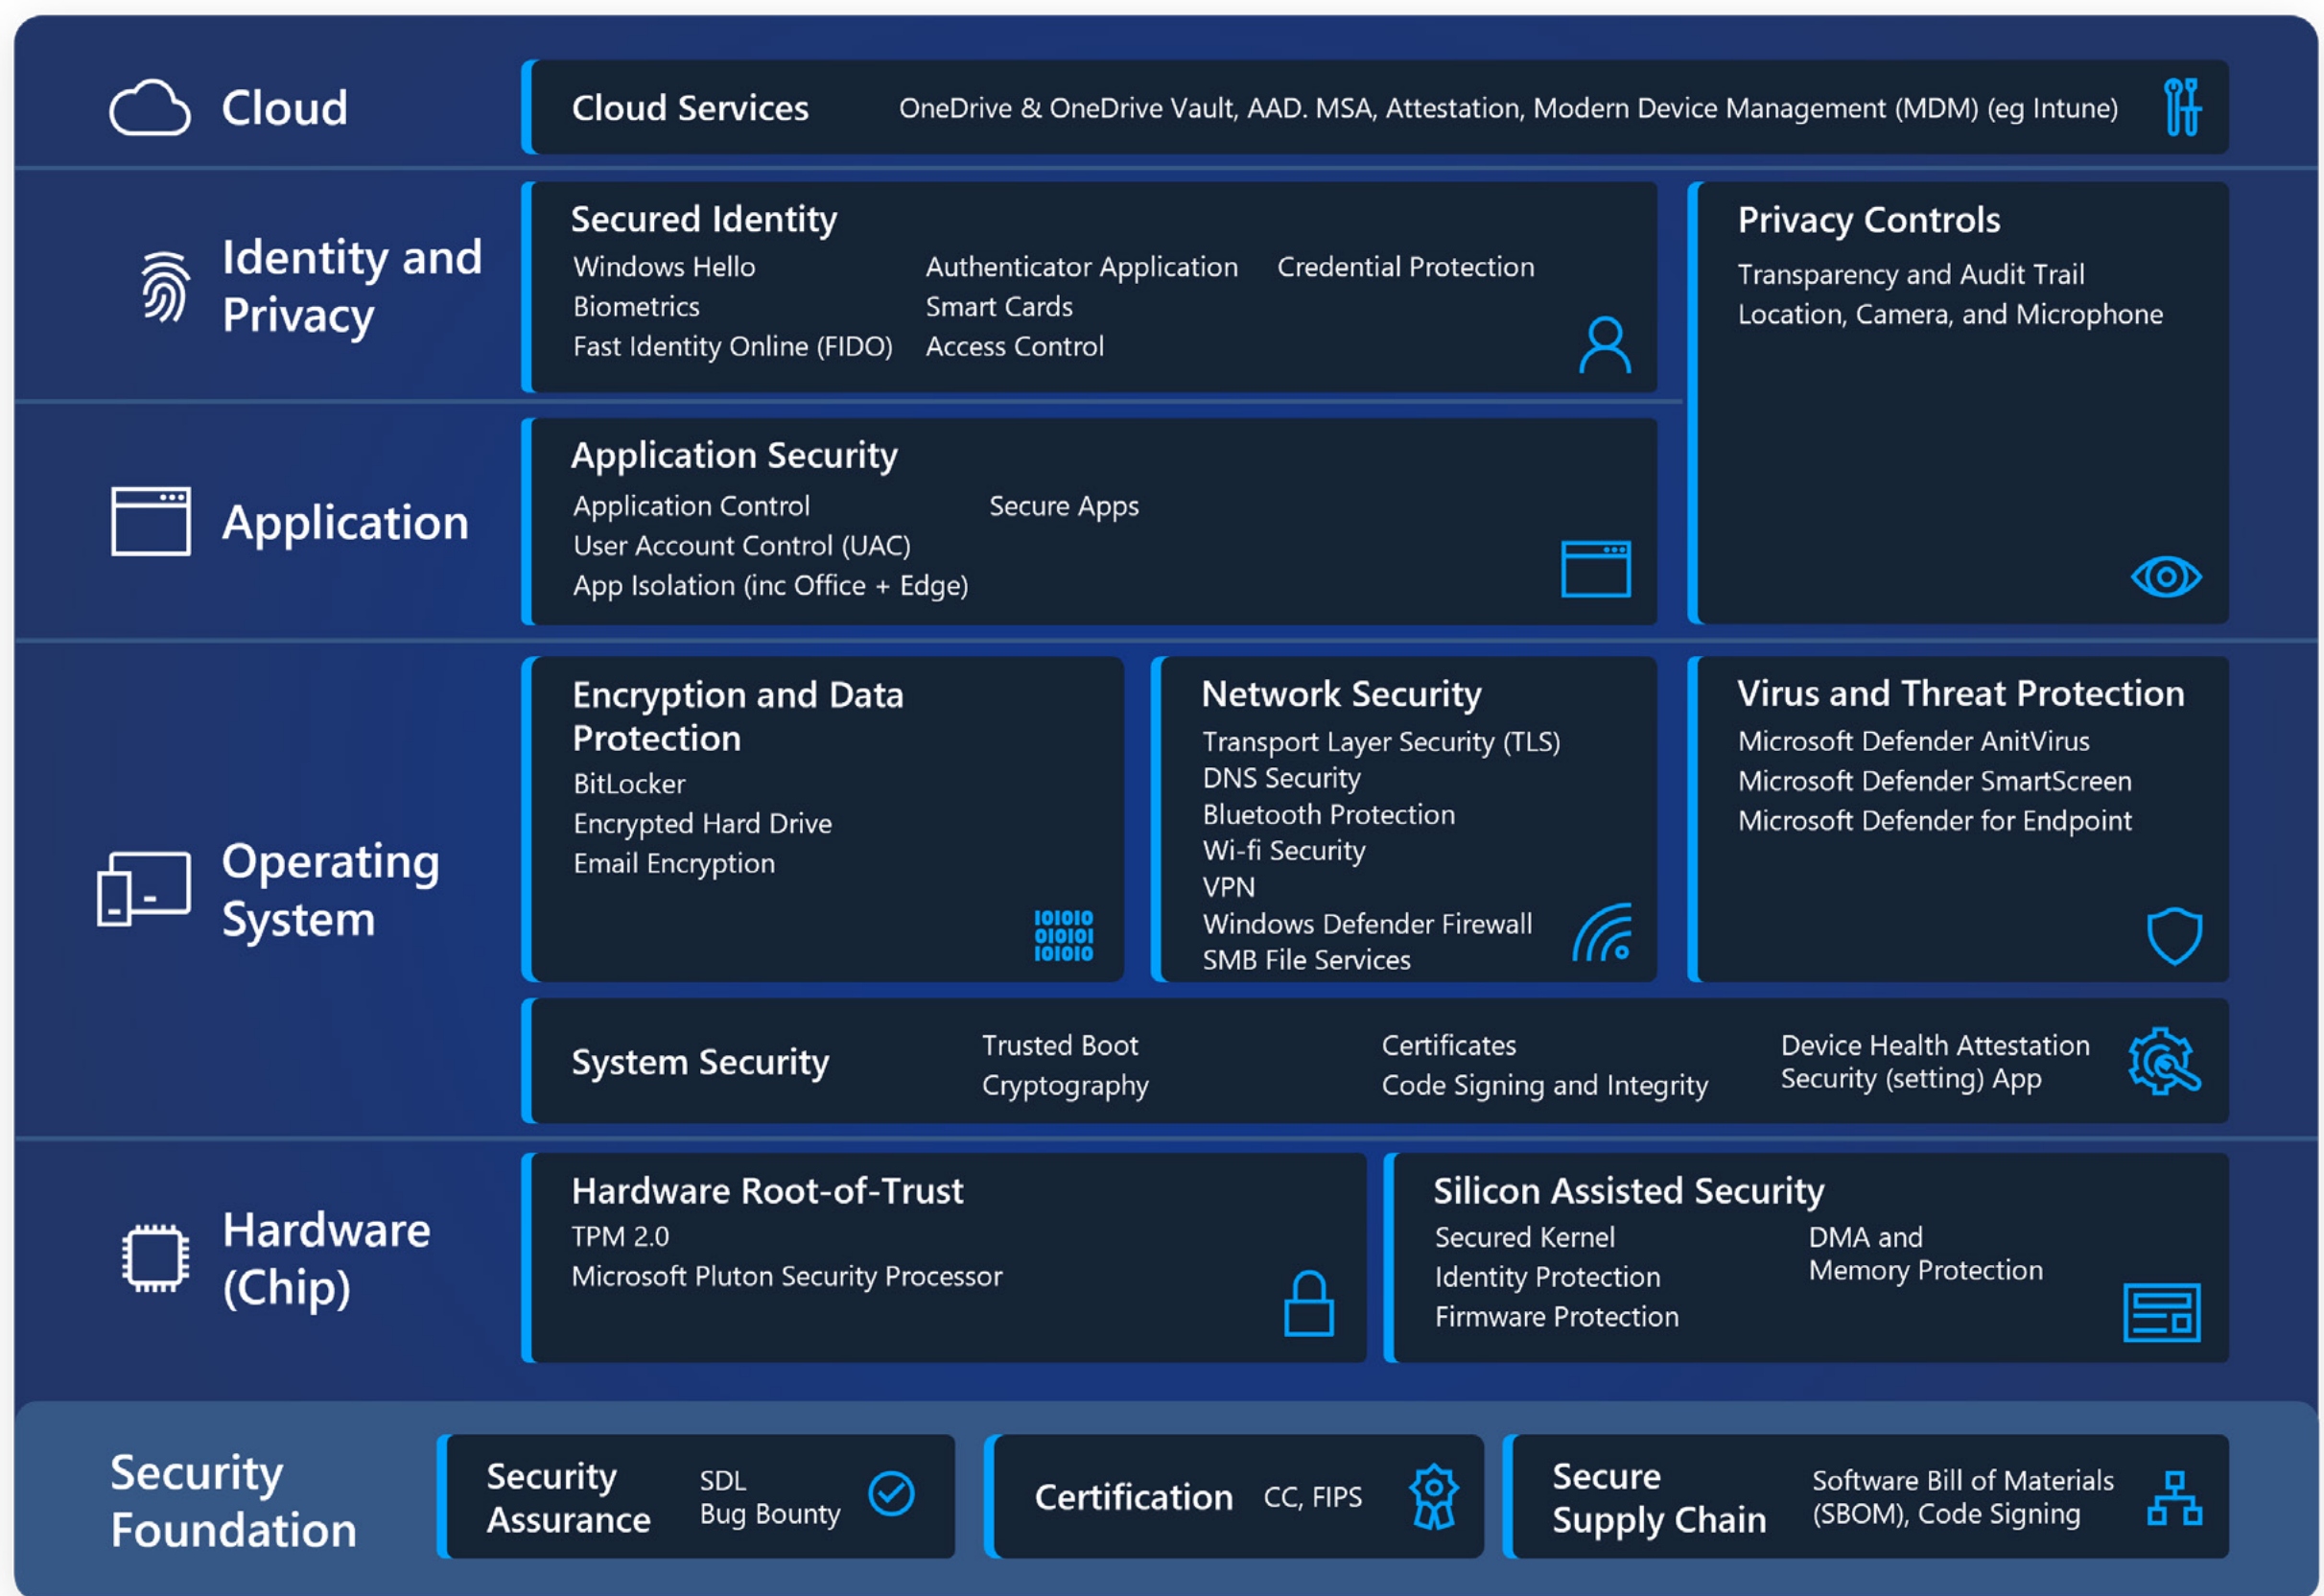 Cloud
Cloud Services
OneDrive & OneDrive Vault, AAD. MSA, Attestation, Modern Device Management (MDM) (eg Intune)
Identity and
Privacy
Secured Identity
Windows Hello
Biometrics
Fast Identity Online (FIDO)
Authenticator Application
Smart Cards
Access Control
Credential Protection
Privacy Controls
Transparency and Audit Trail
Location, Camera, and Microphone
Application
Application Security
Application Control
User Account Control (UAC)
App Isolation (inc Office + Edge)
Secure Apps
Operating
System
Encryption and Data
Protection
BitLocker
Encrypted Hard Drive
Email Encryption
101010
010101
101010
Network Security
Transport Layer Security (TLS)
DNS Security
Bluetooth Protection
Wi-fi Security
VPN
Windows Defender Firewall
SMB File Services
Virus and Threat Protection
Microsoft Defender AnitVirus
Microsoft Defender SmartScreen
Microsoft Defender for Endpoint
System Security
Trusted Boot
Cryptography
Certificates
Code Signing and Integrity
Device Health Attestation
Security (setting) App
Hardware
(Chip)
Hardware Root-of-Trust
TPM 2.0
Microsoft Pluton Security Processor
Silicon Assisted Security
Secured Kernel
Identity Protection
Firmware Protection
DMA and
Memory Protection
Security
Foundation
Security
Assurance
SDL
Bug Bounty
Certification
CC, FIPS
Secure
Supply Chain
Software Bill of Materials
(SBOM), Code Signing